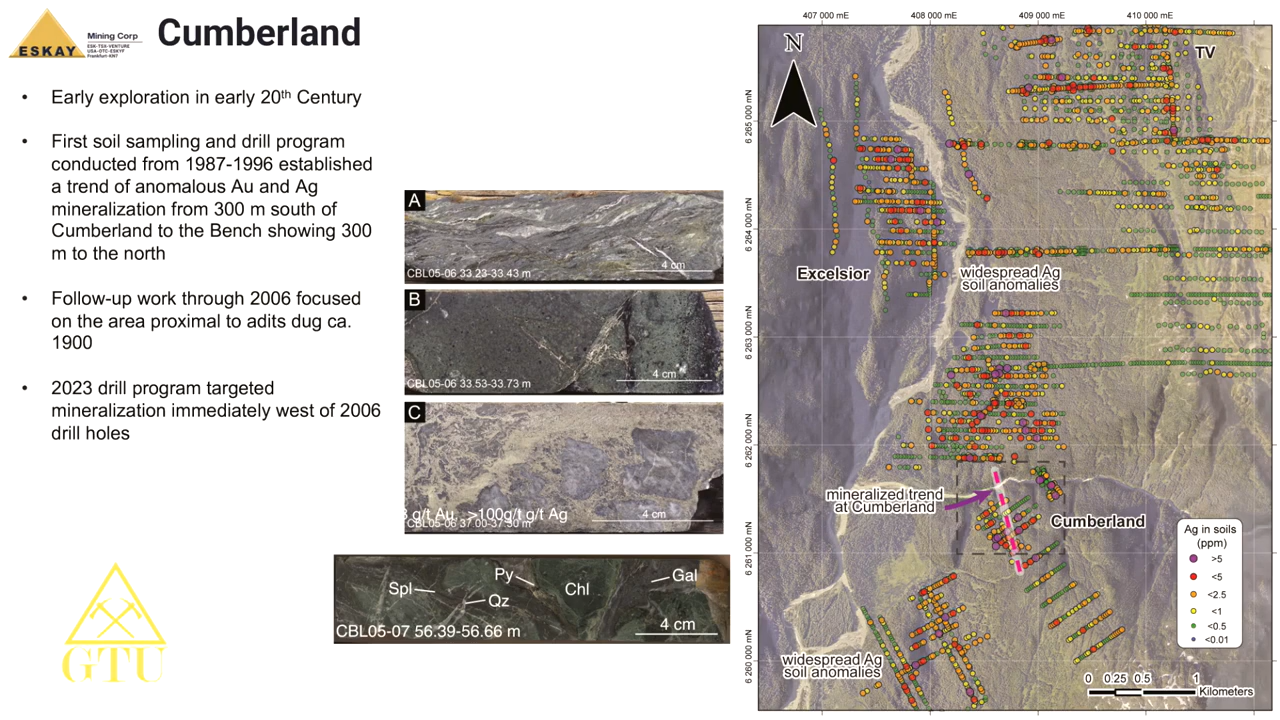 ESKAY
Mining Corp
ESK-TSX-VENTURE
USA-OTC-ESKYF
Frankfurt-KN7
Cumberland
• Early exploration in early 20th Century
• First soil sampling and drill program
conducted from 1987-1996 established
a trend of anomalous Au and Ag
mineralization from 300 m south of
Cumberland to the Bench showing 300
m to the north
• Follow-up work through 2006 focused
on the area proximal to adits dug ca.
1900
• 2023 drill program targeted
mineralization immediately west of 2006
drill holes
GTU
A
4 cm
CBL05-06 33.23-33.43 m
B
4 cm
CBL05-06 33.53-33.73 m
C
g/t Au, >100g/t g/t Ag
4 cm
CBL05-06 37.00-37.30 m
Spl
Py
Qz
Chl
Gal
4 cm
CBL05-07 56.39-56.66 m
407 000 mE
408 000 mE
409 000 mE
410 000 mE
N
TV
6 265 000 mN
6 264 000 mN
Excelsior
widespread Ag
soil anomalies
6 263 000 mN
6 262 000 mN
mineralized trend
at Cumberland
Cumberland
6 261 000 mN
Ag in soils
(ppm)
>5
<5
<2.5
<1
<0.5
<0.01
6 260 000 mN
widespread Ag
soil anomalies
0 0.25 0.5 1
Kilometers